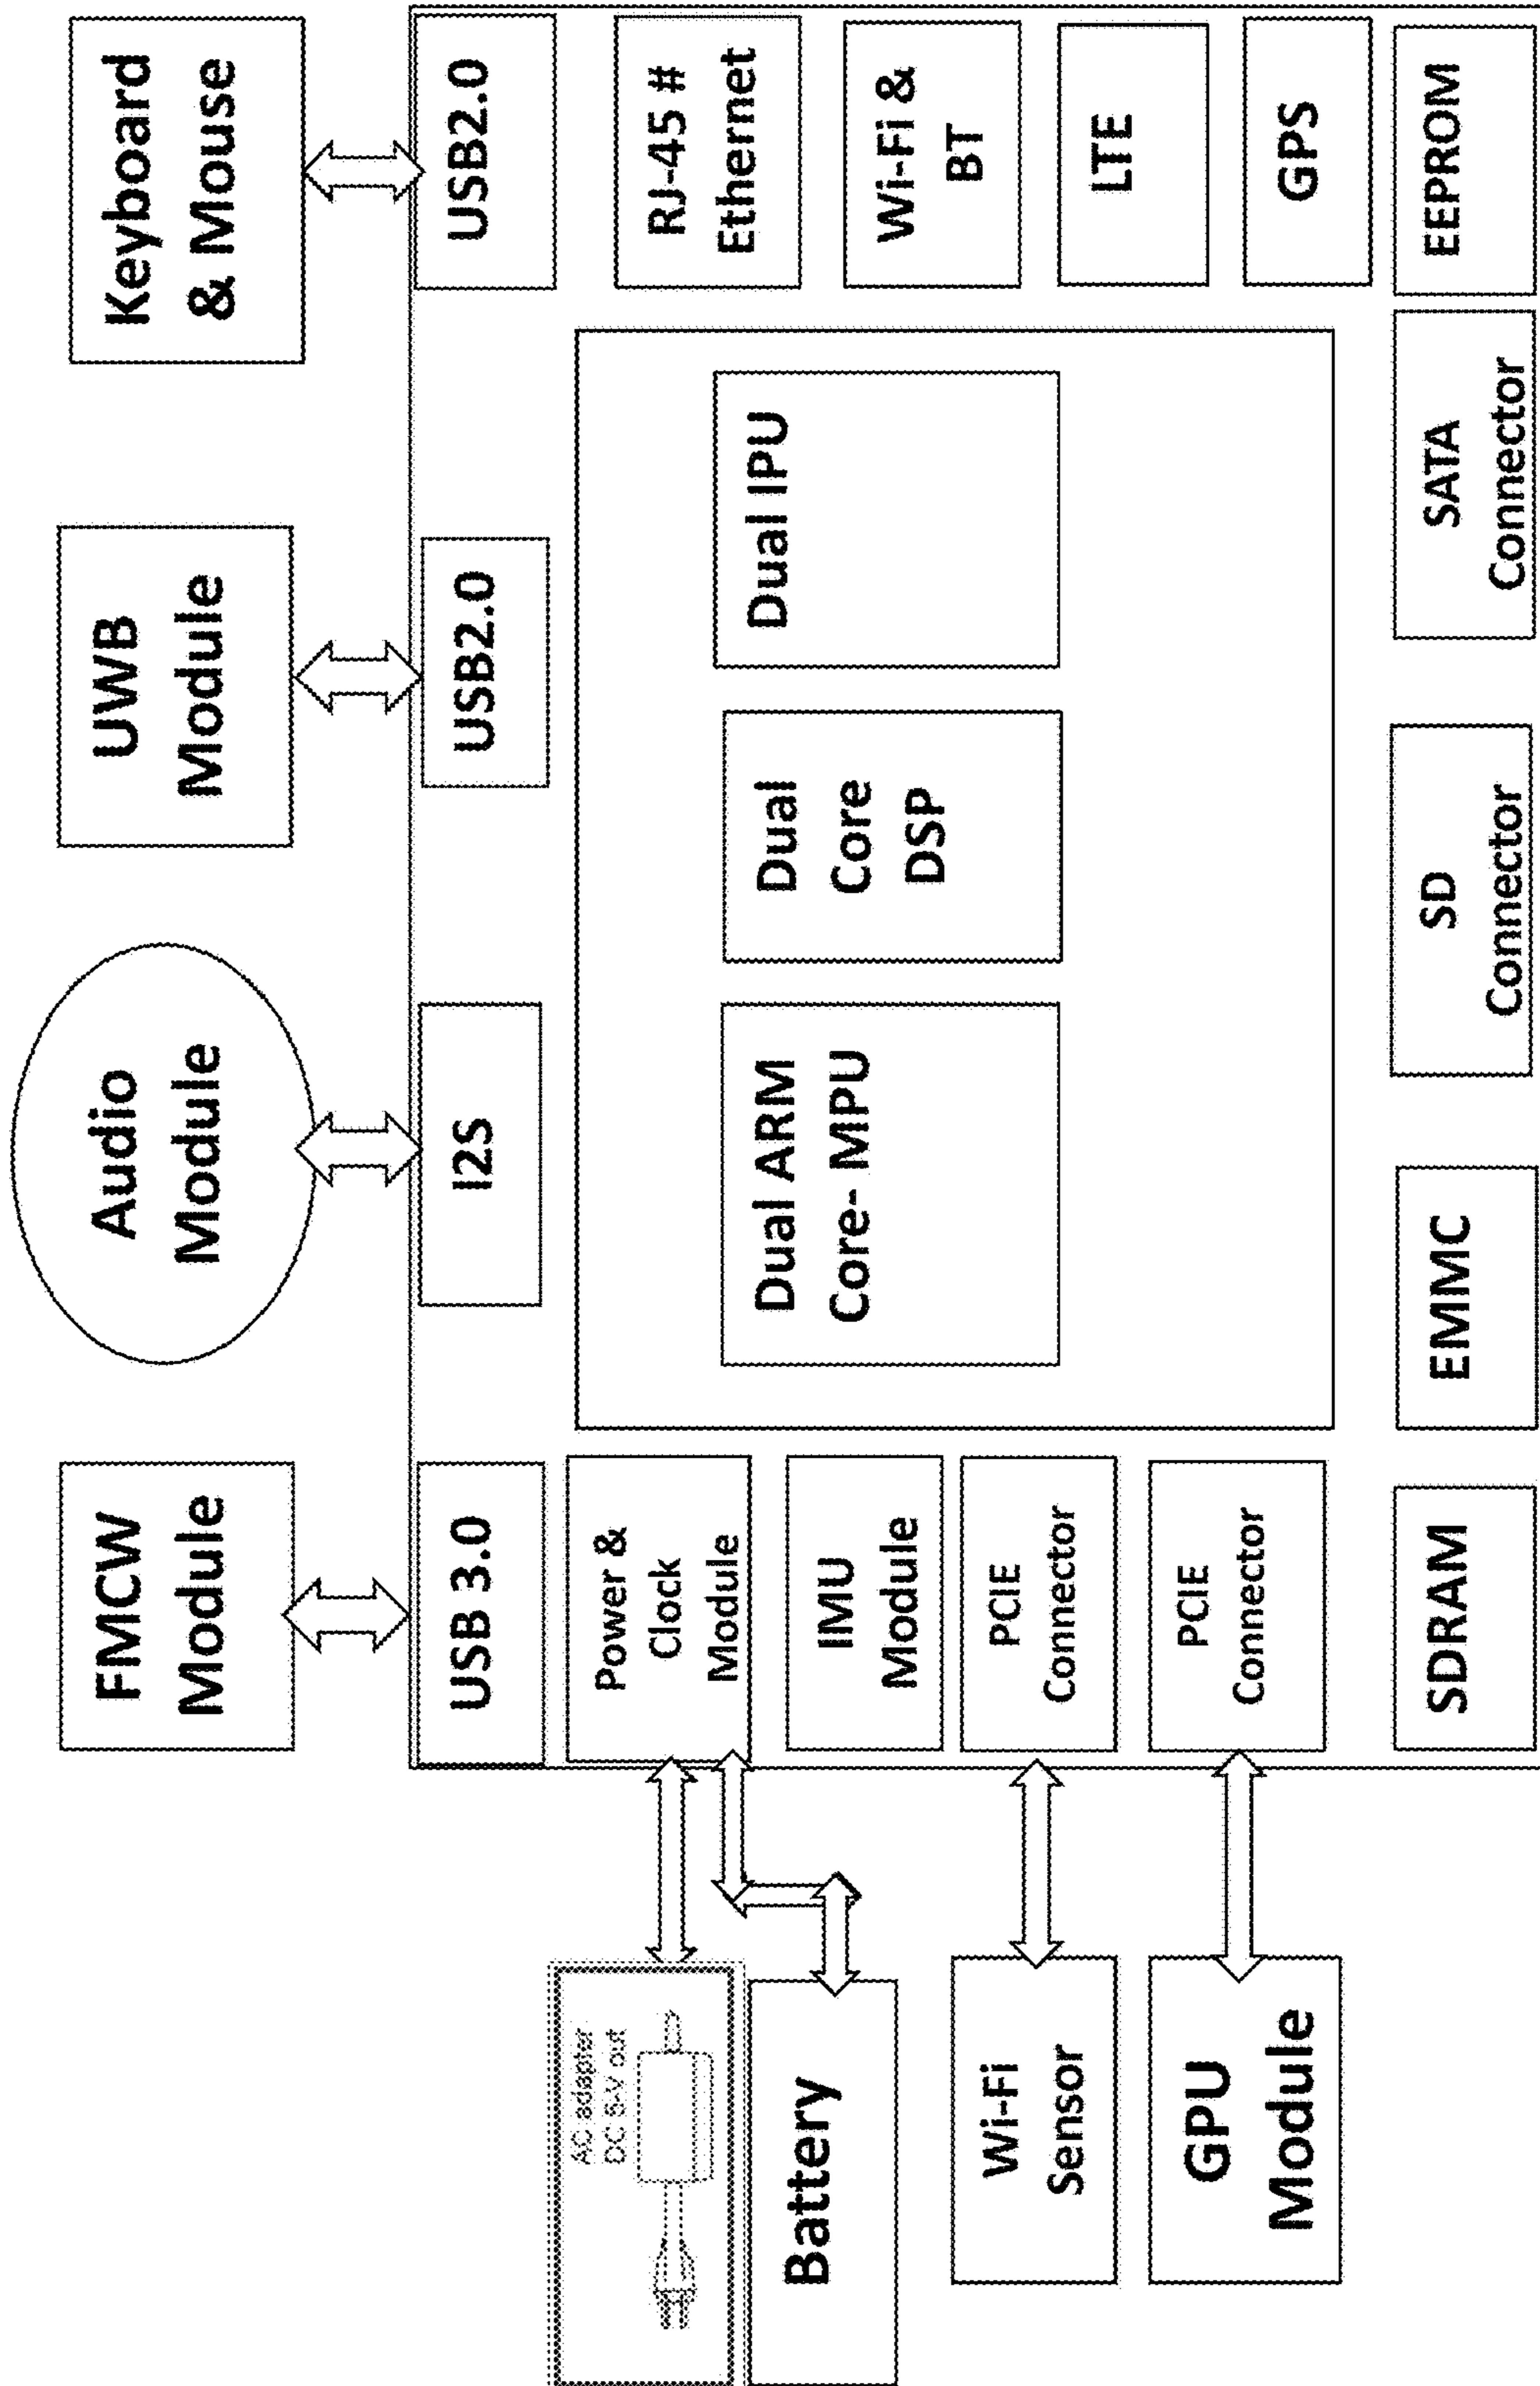 FMCW
Module
Audio
Module
UWB
Module
Keyboard
& Mouse
USB 3.0
I2S
USB2.0
USB2.0
AC adapter
DC 5-V out
Battery
Wi-Fi
Sensor
GPU
Module
Power &
Clock
Module
IMU
Module
PCIE
Connector
PCIE
Connector
Dual ARM
Core- MPU
Dual
Core
DSP
Dual IPU
RJ-45 #
Ethernet
Wi-Fi &
BT
LTE
GPS
SDRAM
EMMC
SD
Connector
SATA
Connector
EEPROM